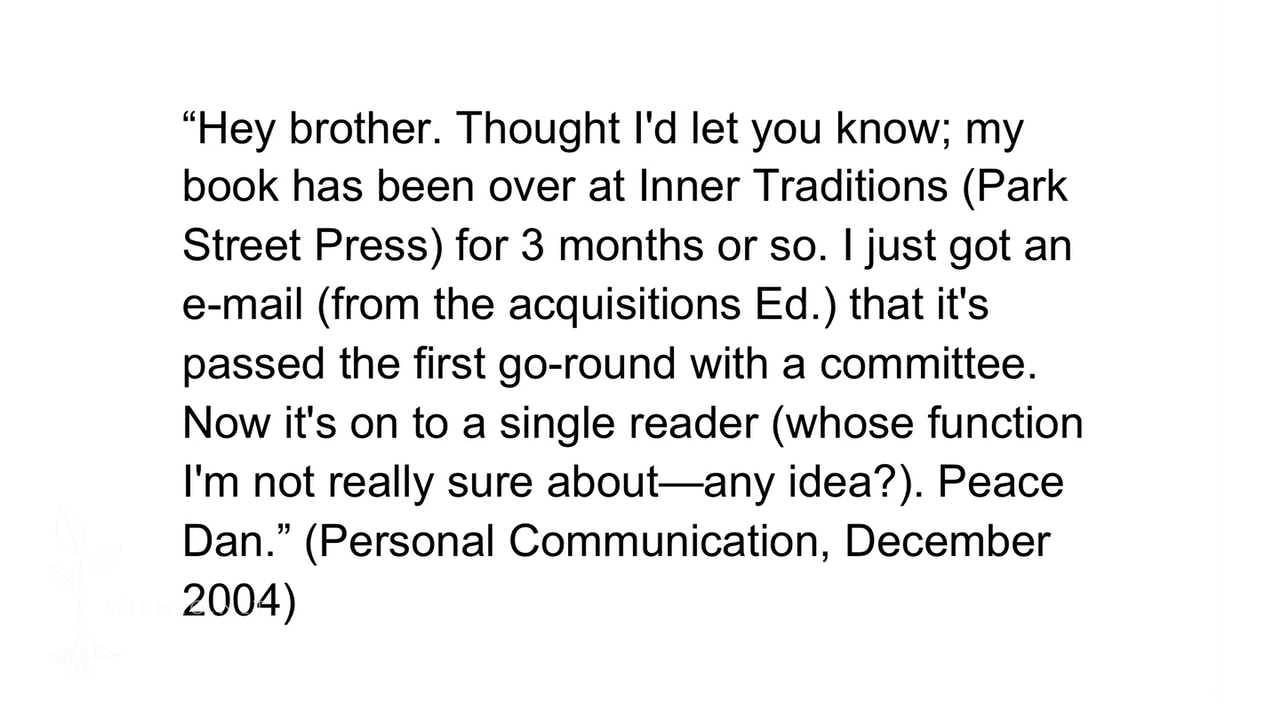 “Hey brother. Thought I'd let you know; my
book has been over at Inner Traditions (Park
Street Press) for 3 months or so. I just got an
e-mail (from the acquisitions Ed.) that it's
passed the first go-round with a committee.
Now it's on to a single reader (whose function
I'm not really sure about—any idea?). Peace
Dan.” (Personal Communication, December
2004)